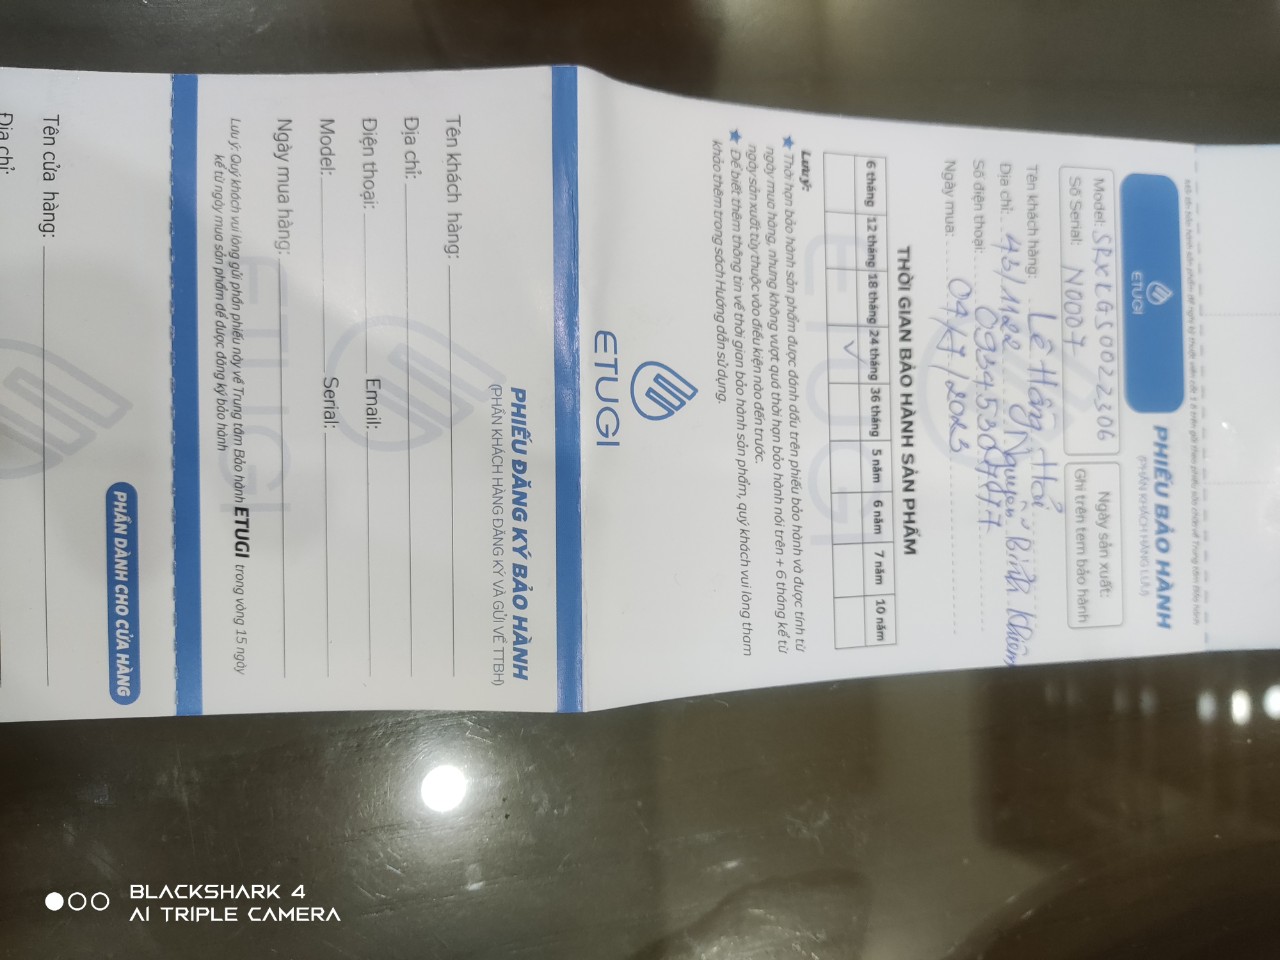 ETUGI
PHIẾU BẢO HÀNH
(PHẦN KHÁCH HÀNG LƯU)
Model: SRXLGS0022306
Số Serial: N0007
Ngày sản xuất:
Ghi trên tem bảo hành
Tên khách hàng: Lê Hồng Hải
Địa chỉ: 43/122 Nguyễn Bỉnh Khiêm
Số điện thoại:
Ngày mua: 09/7/2023
THỜI GIAN BẢO HÀNH SẢN PHẨM
6 tháng 12 tháng 18 tháng 24 tháng 36 tháng 5 năm 6 năm 7 năm 10 năm
Lưu ý:
★ Thời hạn bảo hành sản phẩm được đánh dấu trên phiếu bảo hành và được tính từ
ngày mua hàng, nhưng không vượt quá thời hạn bảo hành nói trên + 6 tháng kể từ
ngày sản xuất tùy thuộc vào điều kiện nào đến trước.
★ Để biết thêm thông tin về thời gian bảo hành sản phẩm, quý khách vui lòng tham
khảo thêm trong sách Hướng dẫn sử dụng.
ETUGI
PHIẾU ĐĂNG KÝ BẢO HÀNH
(PHẦN KHÁCH HÀNG ĐĂNG KÝ VÀ GỬI VỀ TTBH)
Tên khách hàng:
Địa chỉ:
Điện thoại: Email:
Model: Serial:
Ngày mua hàng:
Lưu ý: Quý khách vui lòng gửi phần phiếu này về Trung tâm Bảo hành ETUGI trong vòng 15 ngày
kể từ ngày mua sản phẩm để được đăng ký bảo hành
PHẦN DÀNH CHO CỬA HÀNG
Tên cửa hàng:
Địa chỉ:
BLACKSHARK 4
AI TRIPLE CAMERA